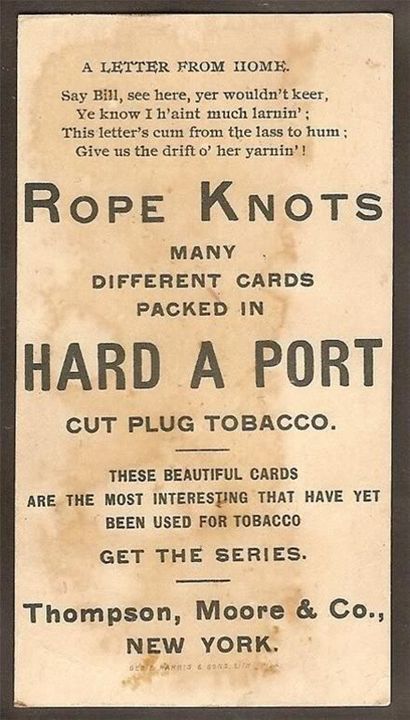 A LETTER FROM HOME.
Say Bill, see here, yer wouldn't keer,
Ye know I h'aint much larnin';
This letter's cum from the lass to hum;
Give us the drift o' her yarnin'!
ROPE KNOTS
MANY
DIFFERENT CARDS
PACKED IN
HARD A PORT
CUT PLUG TOBACCO.
THESE BEAUTIFUL CARDS
ARE THE MOST INTERESTING THAT HAVE YET
BEEN USED FOR TOBACCO
GET THE SERIES.
Thompson, Moore & Co.,
NEW YORK.
HARRIS & SONS, LITH